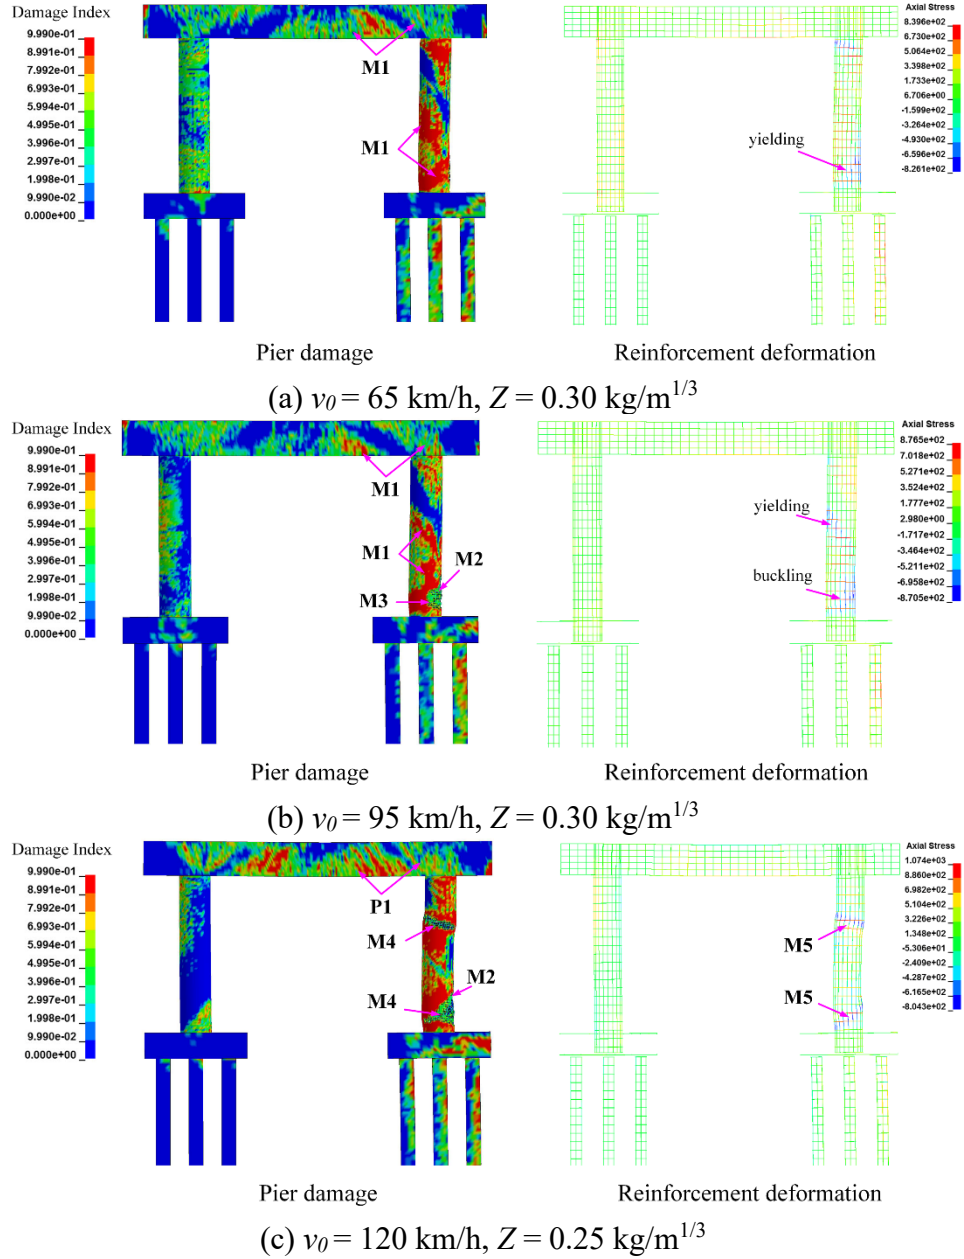 Damage Index
9.990e-01
8.991e-01
7.992e-01
6.993e-01
5.994e-01
4.995e-01
3.996e-01
2.997e-01
1.998e-01
9.990e-02
0.000e+00
M1
M1
Pier damage
Axial Stress
8.396e+02
6.730e+02
5.064e+02
3.398e+02
1.733e+02
6.706e+00
-1.599e+02
-3.264e+02
-4.930e+02
-6.596e+02
-8.261e+02
yielding
Reinforcement deformation
(a) v0 = 65 km/h, Z = 0.30 kg/m1/3
Damage Index
9.990e-01
8.991e-01
7.992e-01
6.993e-01
5.994e-01
4.995e-01
3.996e-01
2.997e-01
1.998e-01
9.990e-02
0.000e+00
M1
M1
M2
M3
Pier damage
Axial Stress
8.765e+02
7.018e+02
5.271e+02
3.524e+02
1.777e+02
2.980e+00
-1.717e+02
-3.464e+02
-5.211e+02
-6.958e+02
-8.705e+02
yielding
buckling
Reinforcement deformation
(b) v0 = 95 km/h, Z = 0.30 kg/m1/3
Damage Index
9.990e-01
8.991e-01
7.992e-01
6.993e-01
5.994e-01
4.995e-01
3.996e-01
2.997e-01
1.998e-01
9.990e-02
0.000e+00
P1
M4
M2
M4
Pier damage
Axial Stress
1.074e+03
8.860e+02
6.982e+02
5.104e+02
3.226e+02
1.348e+02
-5.306e+01
-2.409e+02
-4.287e+02
-6.165e+02
-8.043e+02
M5
M5
Reinforcement deformation
(c) v0 = 120 km/h, Z = 0.25 kg/m1/3